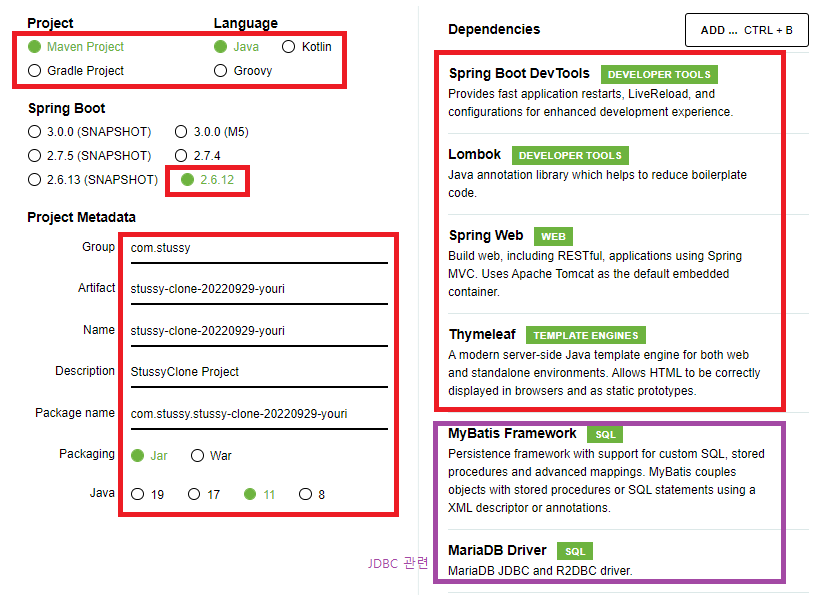 Project
Language
Maven Project
Java
Kotlin
Gradle Project
Groovy
Spring Boot
3.0.0 (SNAPSHOT)
3.0.0 (M5)
2.7.5 (SNAPSHOT)
2.7.4
2.6.13 (SNAPSHOT)
2.6.12
Project Metadata
Group
com.stussy
Artifact
stussy-clone-20220929-youri
Name
stussy-clone-20220929-youri
Description
StussyClone Project
Package name
com.stussy.stussy-clone-20220929-youri
Packaging
Jar
War
Java
19
17
11
8
Dependencies
ADD ... CTRL + B
Spring Boot DevTools DEVELOPER TOOLS
Provides fast application restarts, LiveReload, and
configurations for enhanced development experience.
Lombok DEVELOPER TOOLS
Java annotation library which helps to reduce boilerplate
code.
Spring Web WEB
Build web, including RESTful, applications using Spring
MVC. Uses Apache Tomcat as the default embedded
container.
Thymeleaf TEMPLATE ENGINES
A modern server-side Java template engine for both web
and standalone environments. Allows HTML to be correctly
displayed in browsers and as static prototypes.
MyBatis Framework SQL
Persistence framework with support for custom SQL, stored
procedures and advanced mappings. MyBatis couples
objects with stored procedures or SQL statements using a
XML descriptor or annotations.
MariaDB Driver SQL
MariaDB JDBC and R2DBC driver.
JDBC 관련